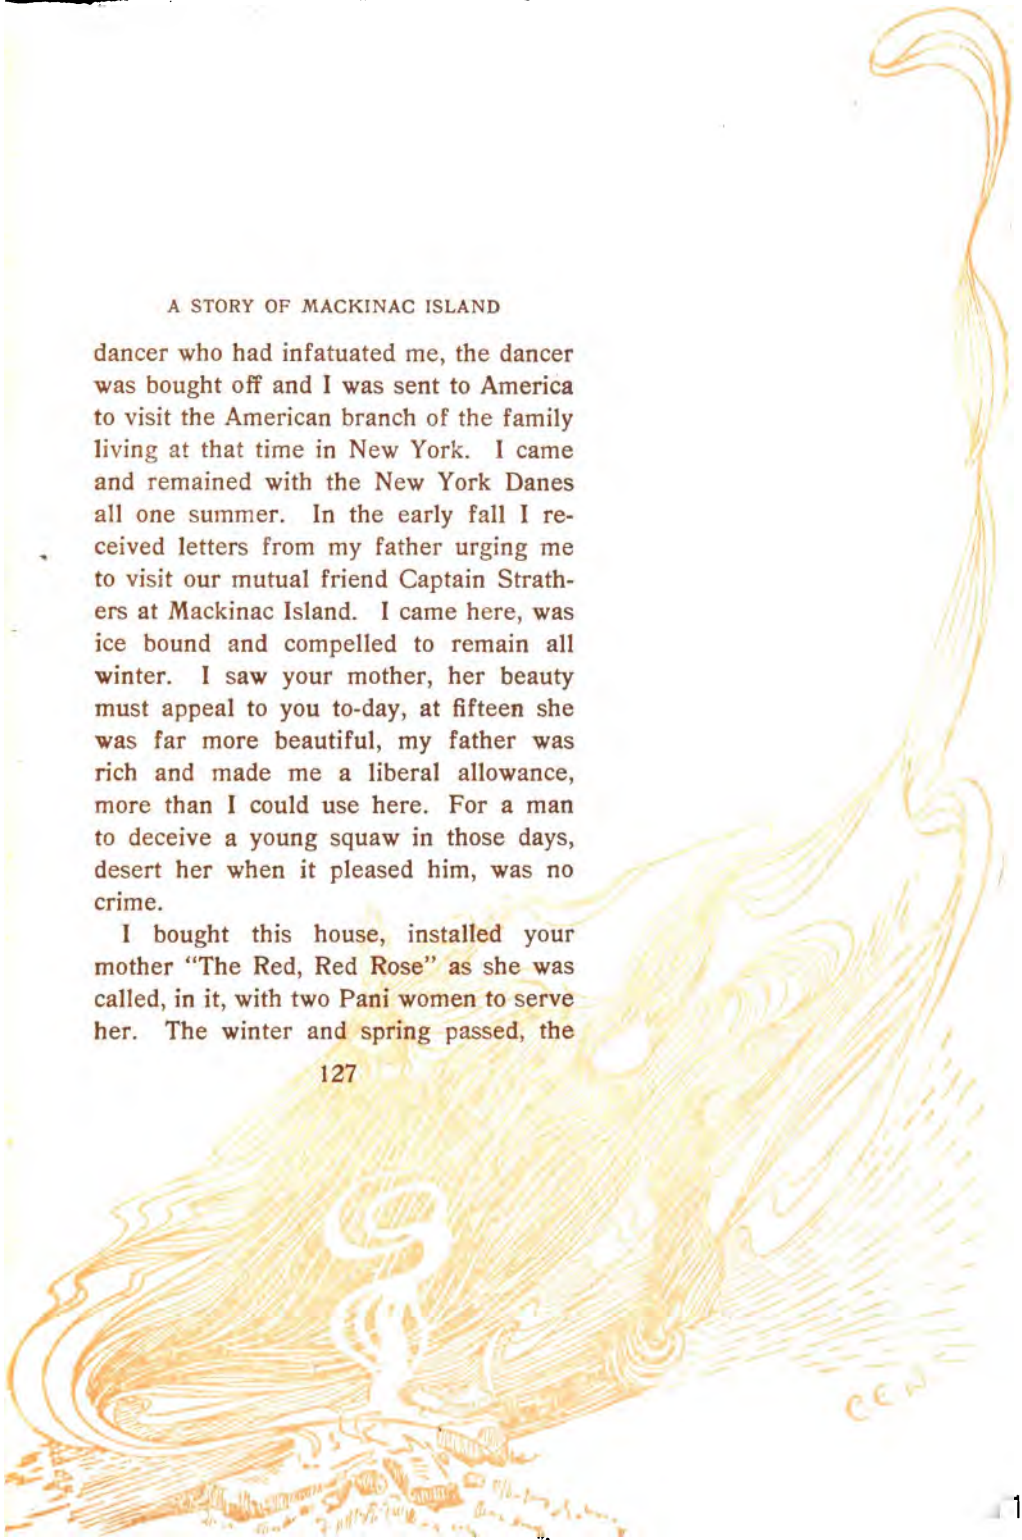 A STORY OF MACKINAC ISLAND
dancer who had infatuated me, the dancer
was bought off and I was sent to America
to visit the American branch of the family
living at that time in New York. I came
and remained with the New York Danes
all one summer. In the early fall I re-
ceived letters from my father urging me
to visit our mutual friend Captain Strath-
ers at Mackinac Island. I came here, was
ice bound and compelled to remain all
winter. I saw your mother, her beauty
must appeal to you to-day, at fifteen she
was far more beautiful, my father was
rich and made me a liberal allowance,
more than I could use here. For a man
to deceive a young squaw in those days,
desert her when it pleased him, was no
crime.
I bought this house, installed your
mother “The Red, Red Rose” as she was
called, in it, with two Pani women to serve
her. The winter and spring passed, the
127
C E W
1